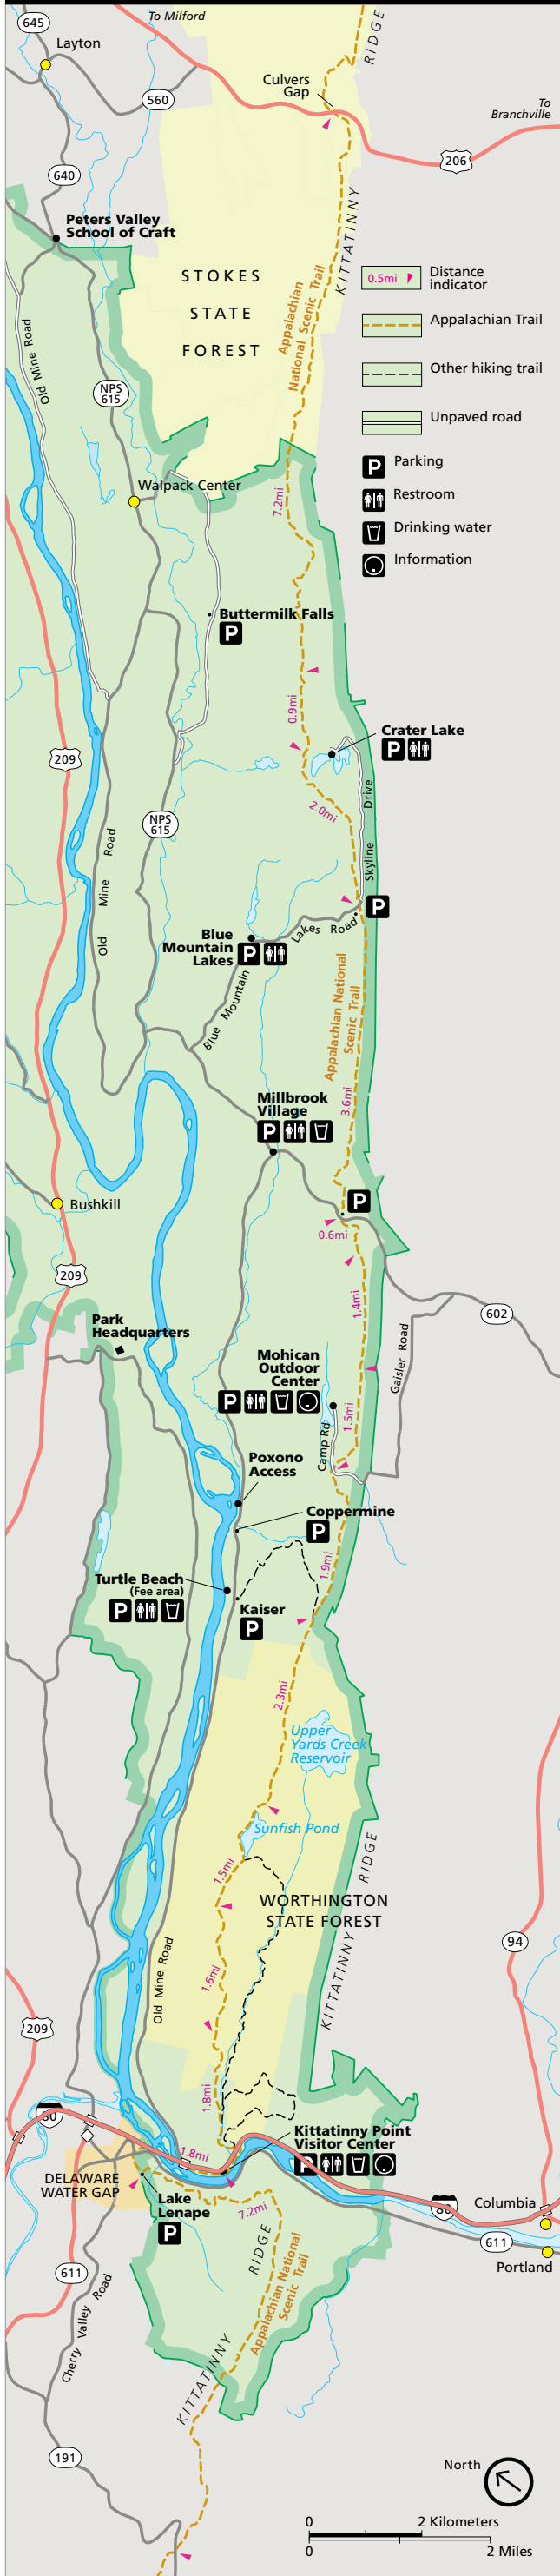 To Milford
645
Layton
RIDGE
Culvers
Gap
560
To
Branchville
206
640
KITTATINNY
Peters Valley
School of Craft
STOKES
STATE
FOREST
Appalachian
National Scenic Trail
0.5mi
Distance
indicator
Appalachian Trail
Other hiking trail
Unpaved road
P
Parking
Restroom
Drinking water
Information
Old Mine Road
NPS
615
Walpack Center
7.2mi
Buttermilk Falls
P
0.9mi
Crater Lake
P
209
2.0mi
Skyline Drive
NPS
615
Old Mine Road
P
Blue
Mountain
Lakes
P
Blue Mountain Lakes Road
Appalachian National
Scenic Trail
3.6mi
Millbrook
Village
P
P
Bushkill
0.6mi
209
1.4mi
602
Park
Headquarters
Gaisler Road
Mohican
Outdoor
Center
P
1.5mi
Camp Rd
Poxono
Access
Coppermine
P
1.9mi
Turtle Beach
(Fee area)
P
Kaiser
P
2.3mi
Upper
Yards Creek
Reservoir
Sunfish Pond
RIDGE
1.5mi
WORTHINGTON
STATE FOREST
94
KITTATINNY
Old Mine Road
1.6mi
209
1.8mi
80
Kittatinny Point
Visitor Center
P
1.8mi
DELAWARE
WATER GAP
Lake
Lenape
P
7.2mi
80
Columbia
611
Portland
RIDGE
Appalachian National
Scenic Trail
611
Cherry Valley Road
KITTATINNY
191
North
0
2 Kilometers
0
2 Miles